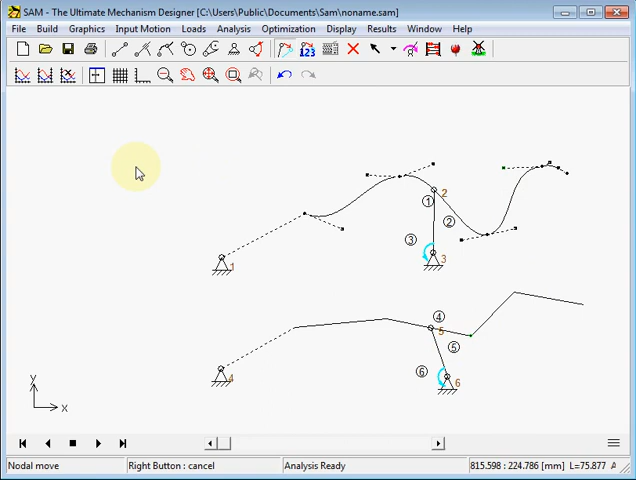 SAM - The Ultimate Mechanism Designer [C:\Users\Public\Documents\Sam\noname.sam]
File Build Graphics Input Motion Loads Analysis Optimization Display Results Window Help
123
2
1
2
3
1
3
4
5
5
6
4
6
y
x
Nodal move Right Button : cancel Analysis Ready 815.598 : 224.786 [mm] L=75.877